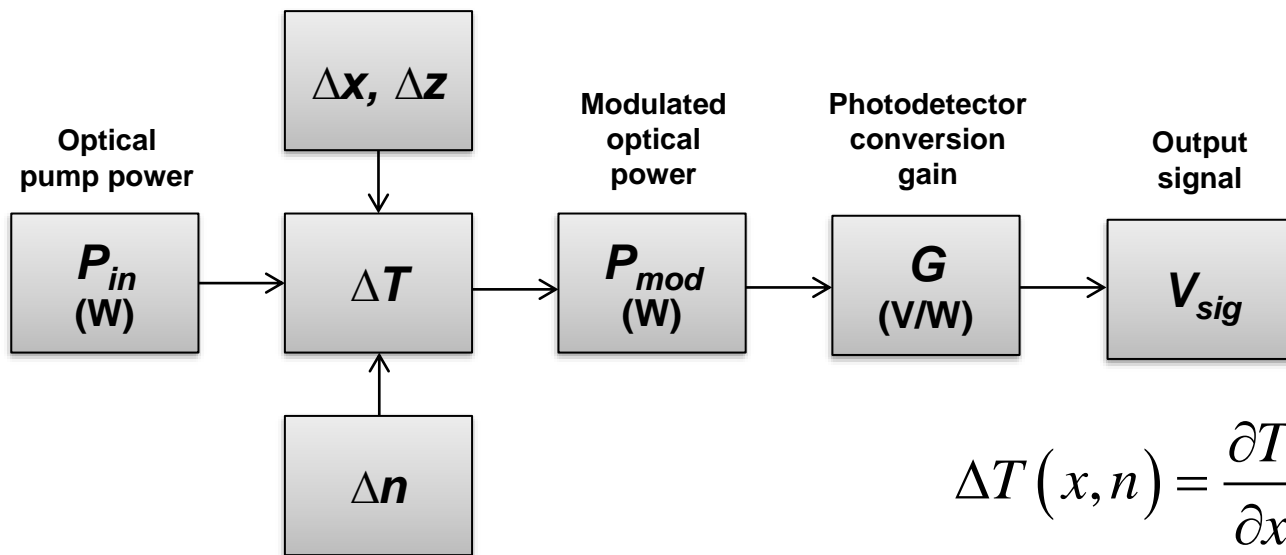 Δx, Δz
Optical
pump power
Modulated
optical
power
Photodetector
conversion
gain
Output
signal
P_in
(W)
ΔT
P_mod
(W)
G
(V/W)
V_sig
Δn
ΔT(x,n) = ∂T/∂x